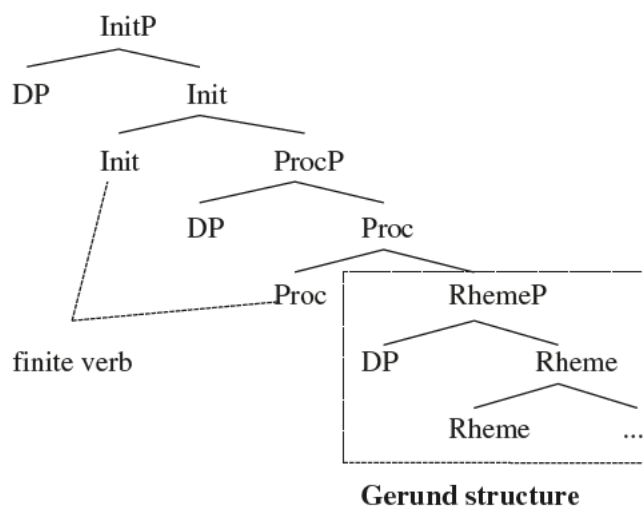 InitP
DP Init
Init ProcP
DP Proc
Proc RhemeP
finite verb DP Rheme
Rheme ...
Gerund structure